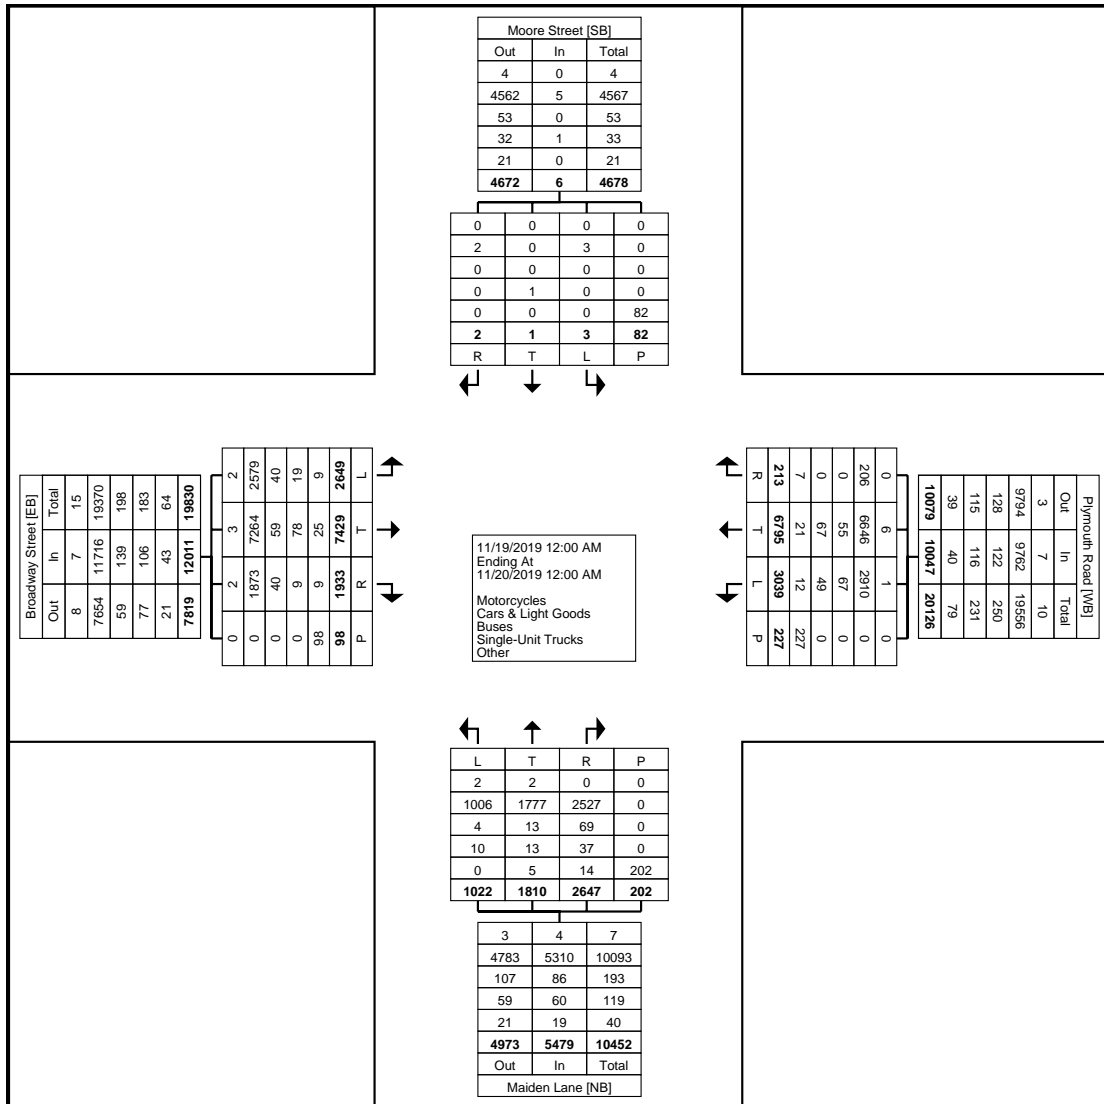 Moore Street [SB]
Out In Total
4 0 4
4562 5 4567
53 0 53
32 1 33
21 0 21
4672 6 4678
0 0 0 0
2 0 3 0
0 0 0 0
0 1 0 0
0 0 0 82
2 1 3 82
R T L P
Broadway Street [EB]
Total In Out
15 7 8
19370 11716 7654
198 139 59
183 106 77
64 43 21
19830 12011 7819
2 3 2 0
2579 7264 1873 0
40 59 40 0
19 78 9 0
9 25 9 98
2649 7429 1933 98
L T R P
11/19/2019 12:00 AM
Ending At
11/20/2019 12:00 AM
Motorcycles
Cars & Light Goods
Buses
Single-Unit Trucks
Other
Plymouth Road [WB]
Out In Total
3 7 10
9794 9762 19556
128 122 250
115 116 231
39 40 79
10079 10047 20126
0 6 1 0
206 6646 2910 0
0 55 67 0
0 67 49 0
7 21 12 227
213 6795 3039 227
R T L P
L T R P
2 2 0 0
1006 1777 2527 0
4 13 69 0
10 13 37 0
0 5 14 202
1022 1810 2647 202
3 4 7
4783 5310 10093
107 86 193
59 60 119
21 19 40
4973 5479 10452
Out In Total
Maiden Lane [NB]